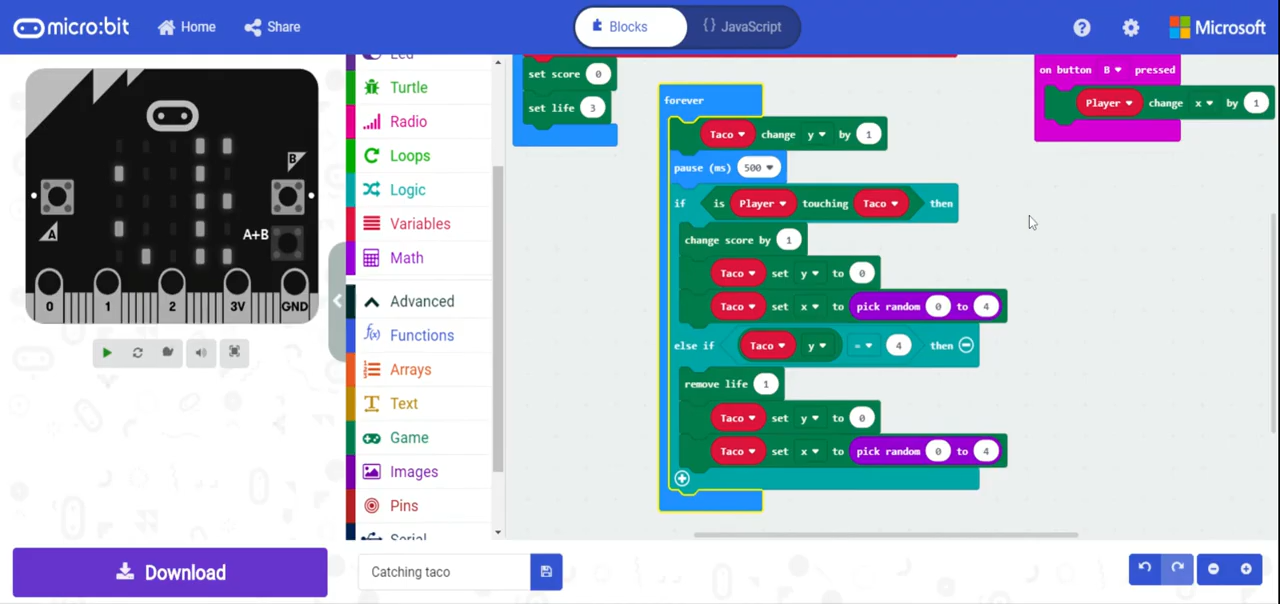 micro:bit Home Share Blocks {} JavaScript ? Microsoft
Led
Turtle
Radio
Loops
Logic
Variables
Math
Advanced
Functions
Arrays
Text
Game
Images
Pins
Serial
B
A
A+B
0 1 2 3V GND
set score 0
set life 3
forever
Taco change y by 1
pause (ms) 500
if is Player touching Taco then
change score by 1
Taco set y to 0
Taco set x to pick random 0 to 4
else if Taco y = 4 then
remove life 1
Taco set y to 0
Taco set x to pick random 0 to 4
on button B pressed
Player change x by 1
Download
Catching taco